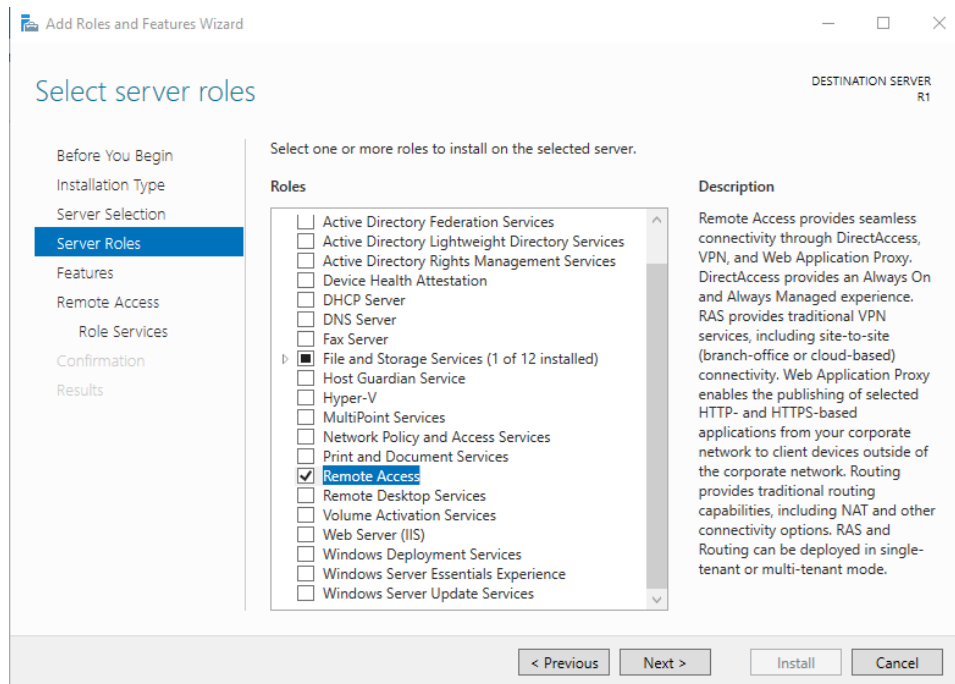 Add Roles and Features Wizard
Select server roles
DESTINATION SERVER
R1
Before You Begin
Installation Type
Server Selection
Server Roles
Features
Remote Access
Role Services
Confirmation
Results
Select one or more roles to install on the selected server.
Roles
Active Directory Federation Services
Active Directory Lightweight Directory Services
Active Directory Rights Management Services
Device Health Attestation
DHCP Server
DNS Server
Fax Server
File and Storage Services (1 of 12 installed)
Host Guardian Service
Hyper-V
MultiPoint Services
Network Policy and Access Services
Print and Document Services
Remote Access
Remote Desktop Services
Volume Activation Services
Web Server (IIS)
Windows Deployment Services
Windows Server Essentials Experience
Windows Server Update Services
Description
Remote Access provides seamless
connectivity through DirectAccess,
VPN, and Web Application Proxy.
DirectAccess provides an Always On
and Always Managed experience.
RAS provides traditional VPN
services, including site-to-site
(branch-office or cloud-based)
connectivity. Web Application Proxy
enables the publishing of selected
HTTP- and HTTPS-based
applications from your corporate
network to client devices outside of
the corporate network. Routing
provides traditional routing
capabilities, including NAT and other
connectivity options. RAS and
Routing can be deployed in single-
tenant or multi-tenant mode.
< Previous
Next >
Install
Cancel